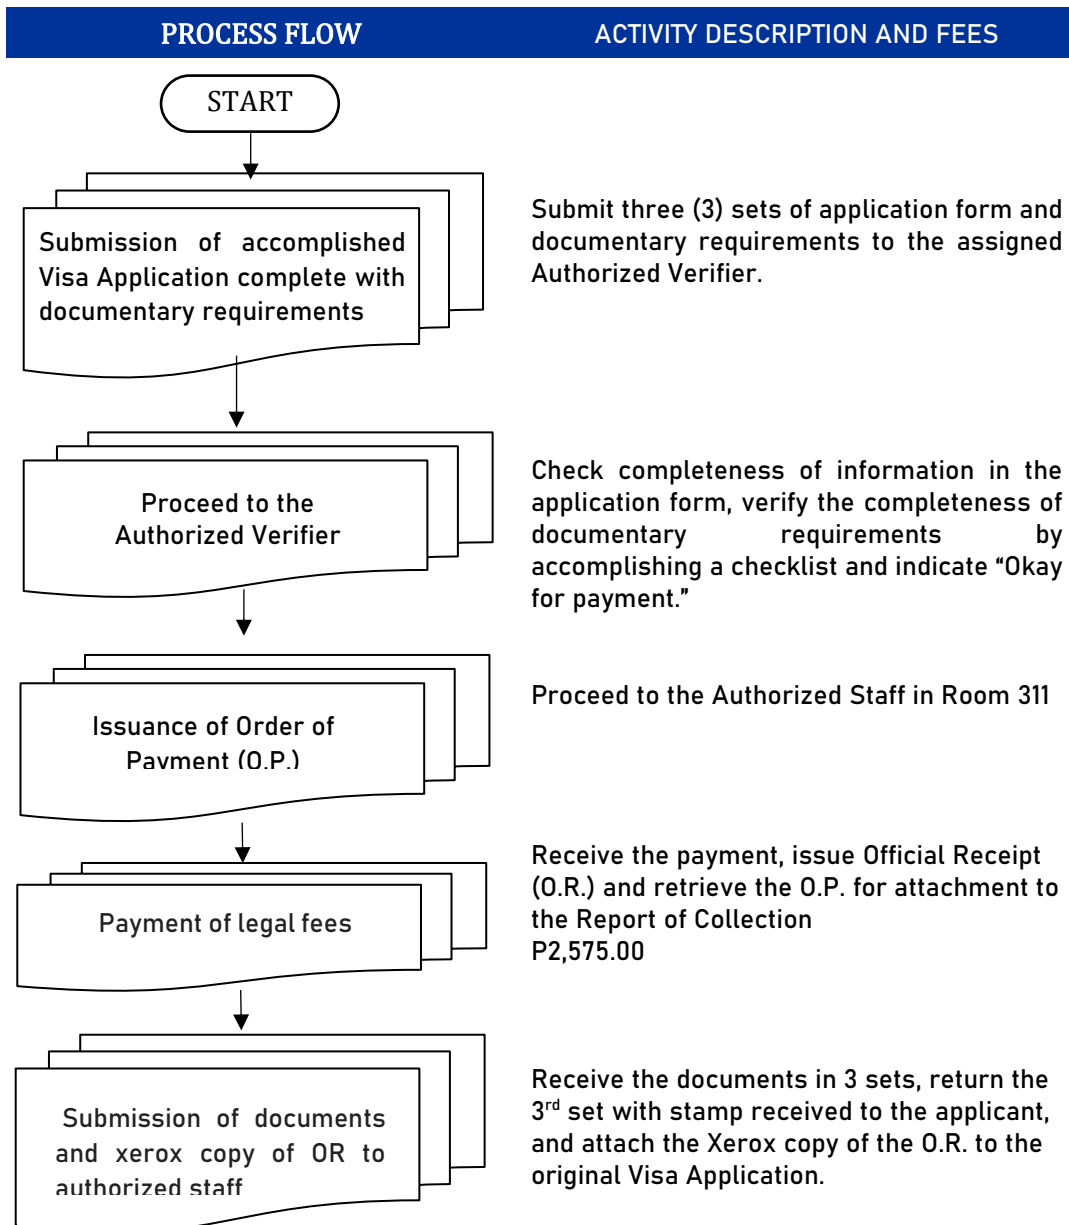 PROCESS FLOW
ACTIVITY DESCRIPTION AND FEES
START
Submission of accomplished
Visa Application complete with
documentary requirements
Submit three (3) sets of application form and
documentary requirements to the assigned
Authorized Verifier.
Proceed to the
Authorized Verifier
Check completeness of information in the
application form, verify the completeness of
documentary requirements by
accomplishing a checklist and indicate “Okay
for payment.”
Issuance of Order of
Payment (O.P.)
Proceed to the Authorized Staff in Room 311
Payment of legal fees
Receive the payment, issue Official Receipt
(O.R.) and retrieve the O.P. for attachment to
the Report of Collection
P2,575.00
Submission of documents
and xerox copy of OR to
authorized staff
Receive the documents in 3 sets, return the
3rd set with stamp received to the applicant,
and attach the Xerox copy of the O.R. to the
original Visa Application.